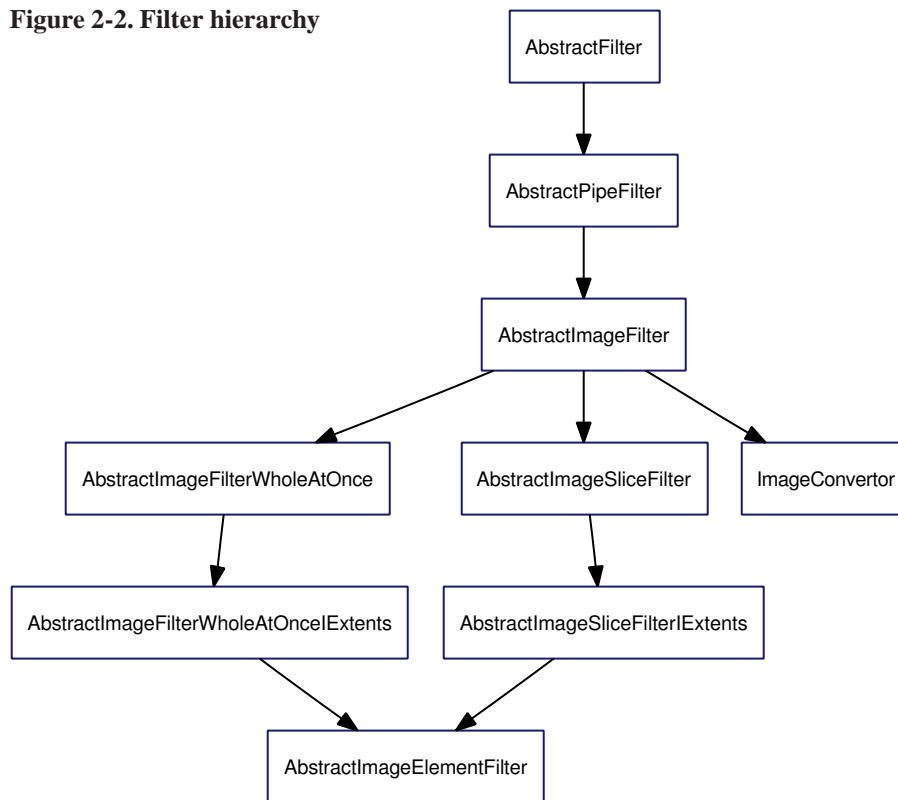 Figure 2-2. Filter hierarchy
AbstractFilter
AbstractPipeFilter
AbstractImageFilter
AbstractImageFilterWholeAtOnce
AbstractImageSliceFilter
ImageConvertor
AbstractImageFilterWholeAtOnceIExtents
AbstractImageSliceFilterIExtents
AbstractImageElementFilter